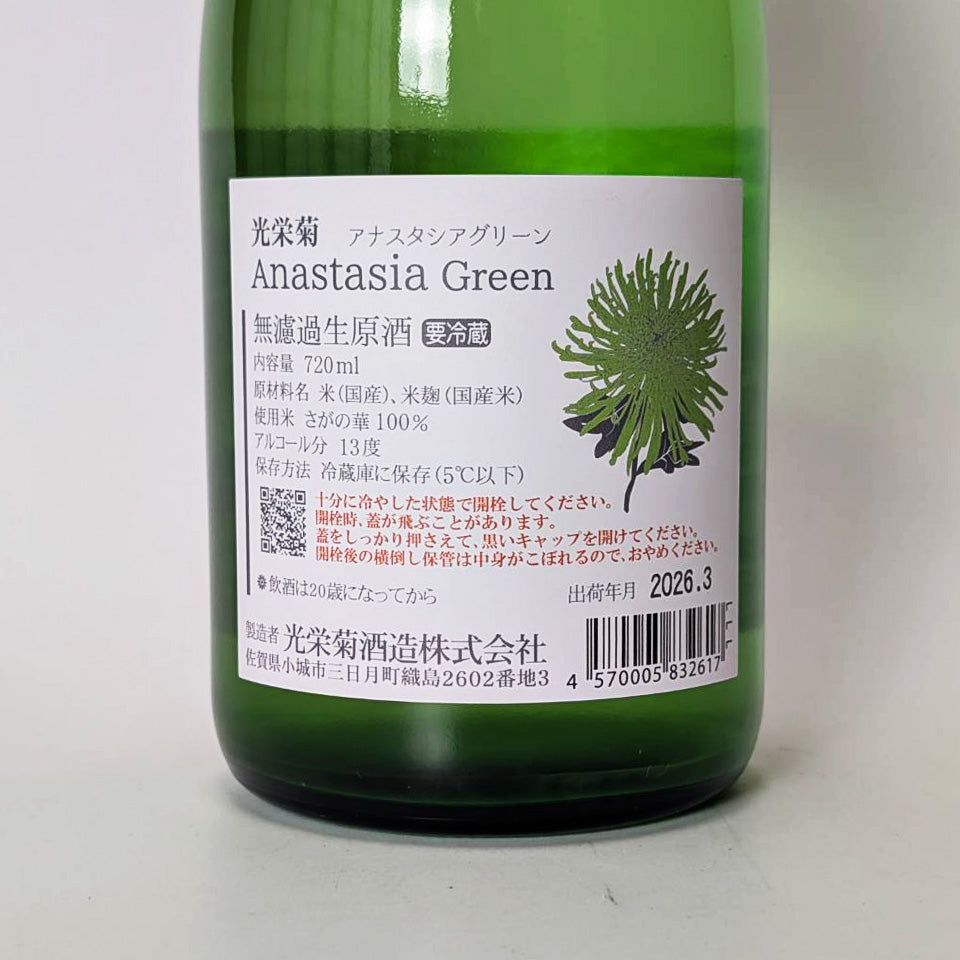 光栄菊 アナスタシアグリーン
Anastasia Green
無濾過生原酒 要冷蔵
内容量 720ml
原材料名 米(国産)、米麹(国産米)
使用米 さがの華100%
アルコール分 13度
保存方法 冷蔵庫に保存(5℃以下)
十分に冷やした状態で開栓してください。
開栓時、蓋が飛ぶことがあります。
蓋をしっかり押さえて、黒いキャップを開けてください。
開栓後の横倒し保管は中身がこぼれるので、おやめください。
飲酒は20歳になってから
出荷年月 2026.3
製造者 光栄菊酒造株式会社
佐賀県小城市三日月町織島2602番地3
4 570005 832617